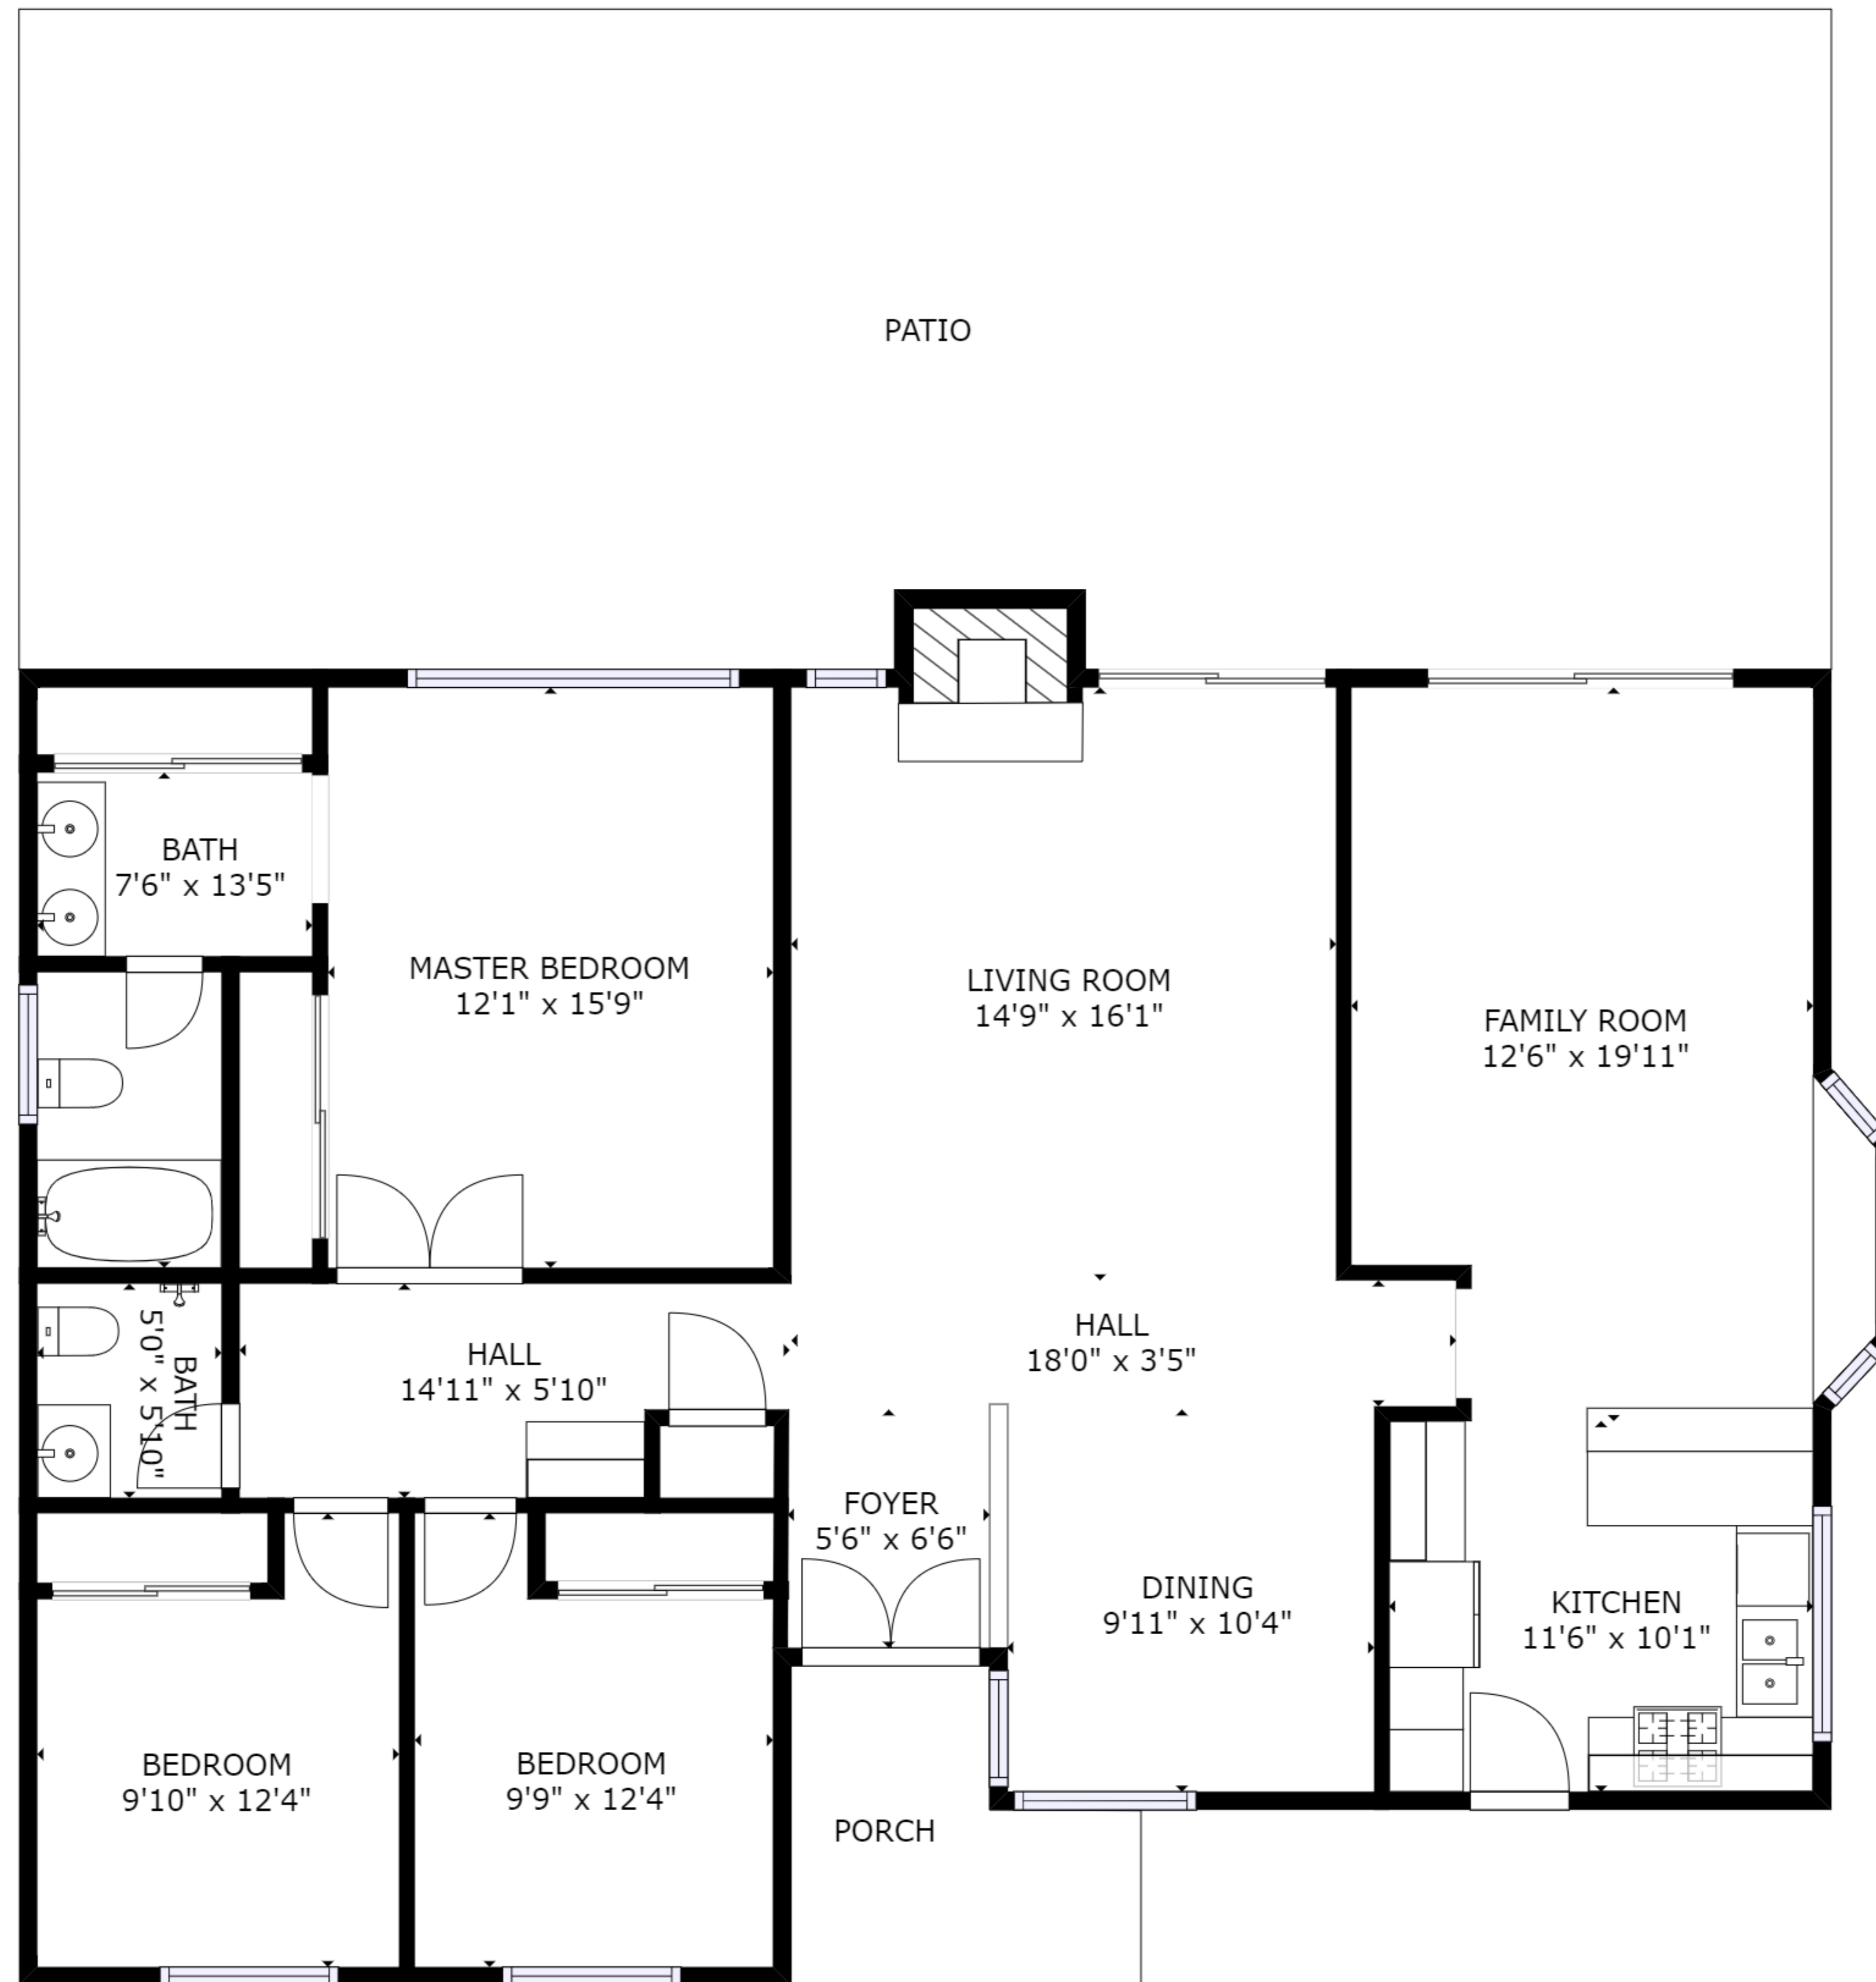 PATIO
BATH
7'6" x 13'5"
MASTER BEDROOM
12'1" x 15'9"
LIVING ROOM
14'9" x 16'1"
FAMILY ROOM
12'6" x 19'11"
BATH
5'0" x 5'10"
HALL
14'11" x 5'10"
HALL
18'0" x 3'5"
FOYER
5'6" x 6'6"
DINING
9'11" x 10'4"
KITCHEN
11'6" x 10'1"
BEDROOM
9'10" x 12'4"
BEDROOM
9'9" x 12'4"
PORCH